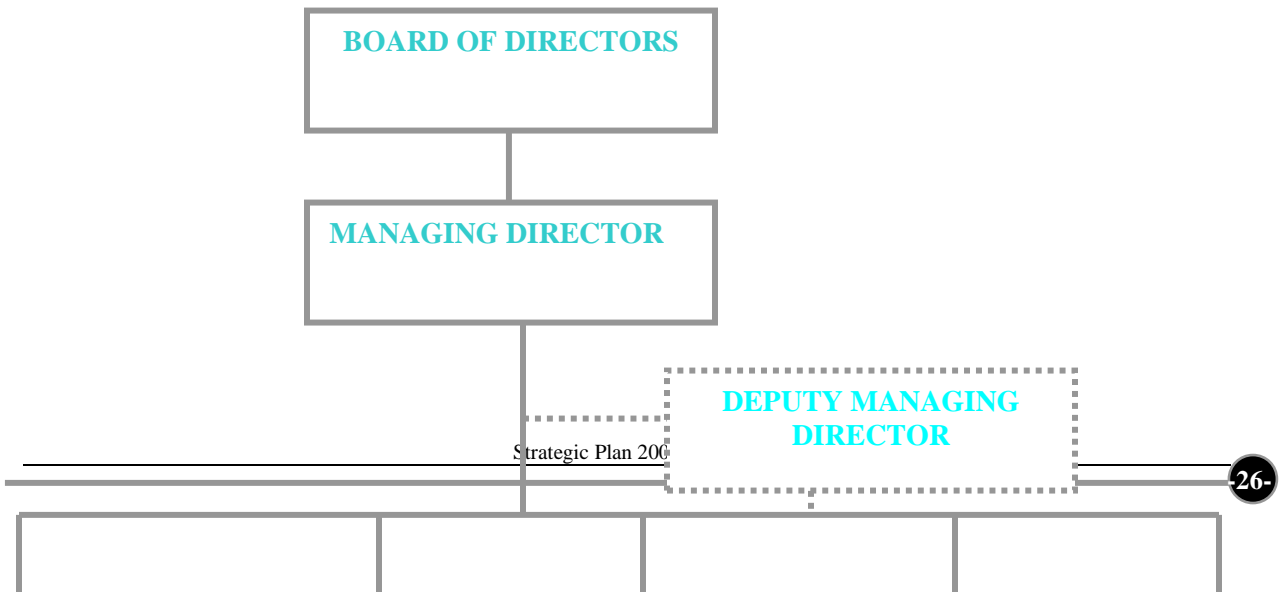 BOARD OF DIRECTORS
MANAGING DIRECTOR
DEPUTY MANAGING
DIRECTOR
Strategic Plan 200
-26-